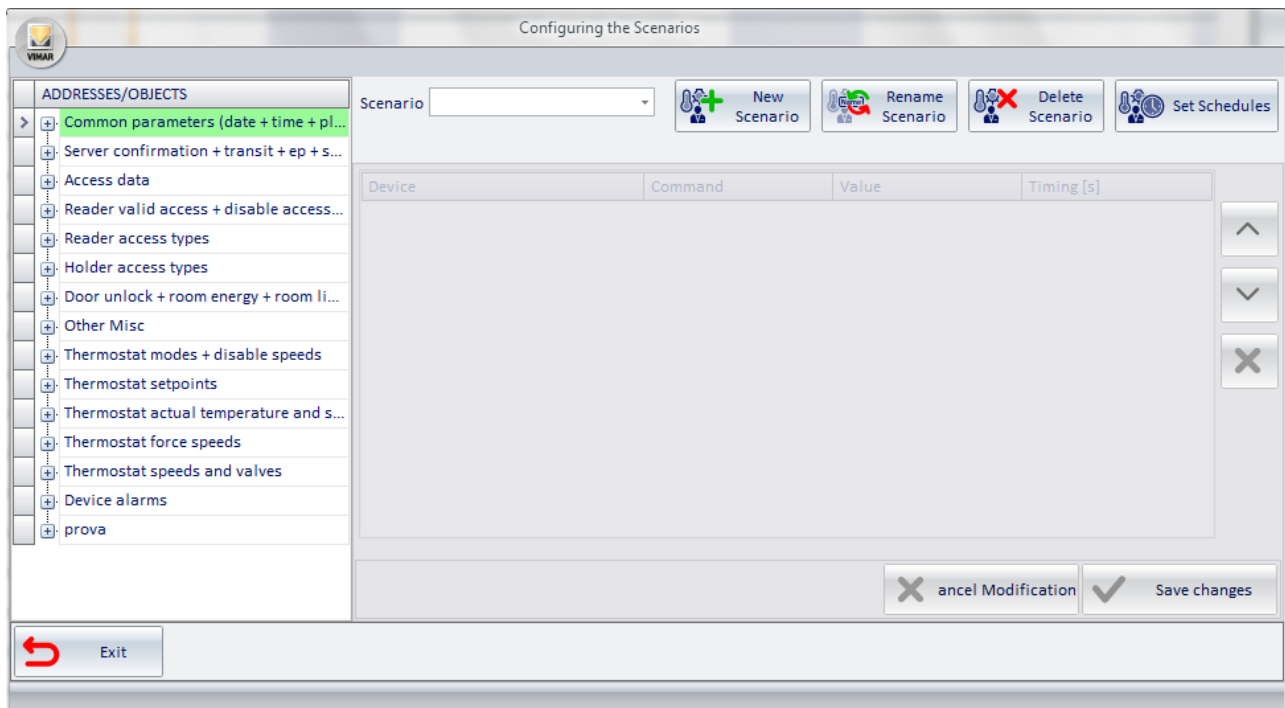 Configuring the Scenarios
VIMAR
ADDRESSES/OBJECTS
Common parameters (date + time + pl...
Server confirmation + transit + ep + s...
Access data
Reader valid access + disable access...
Reader access types
Holder access types
Door unlock + room energy + room li...
Other Misc
Thermostat modes + disable speeds
Thermostat setpoints
Thermostat actual temperature and s...
Thermostat force speeds
Thermostat speeds and valves
Device alarms
prova
Scenario
New
Scenario
Name
Rename
Scenario
Delete
Scenario
Set Schedules
Device Command Value Timing [s]
ancel Modification
Save changes
Exit